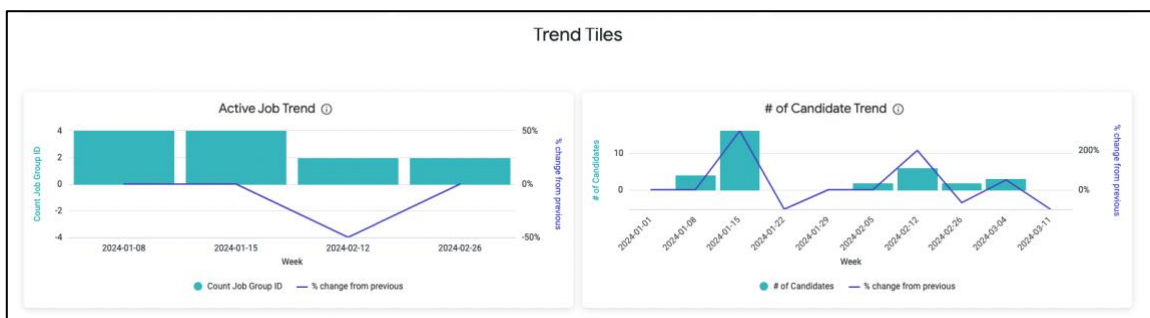 Trend Tiles
Active Job Trend
Count Job Group ID
4
2
0
-2
-4
50%
0%
-50%
% change from previous
2024-01-08
2024-01-15
2024-02-12
2024-02-26
Week
Count Job Group ID
% change from previous
# of Candidate Trend
# of Candidates
10
0
200%
0%
% change from previous
2024-01-01
2024-01-08
2024-01-15
2024-01-22
2024-01-29
2024-02-05
2024-02-12
2024-02-26
2024-03-04
2024-03-11
Week
# of Candidates
% change from previous